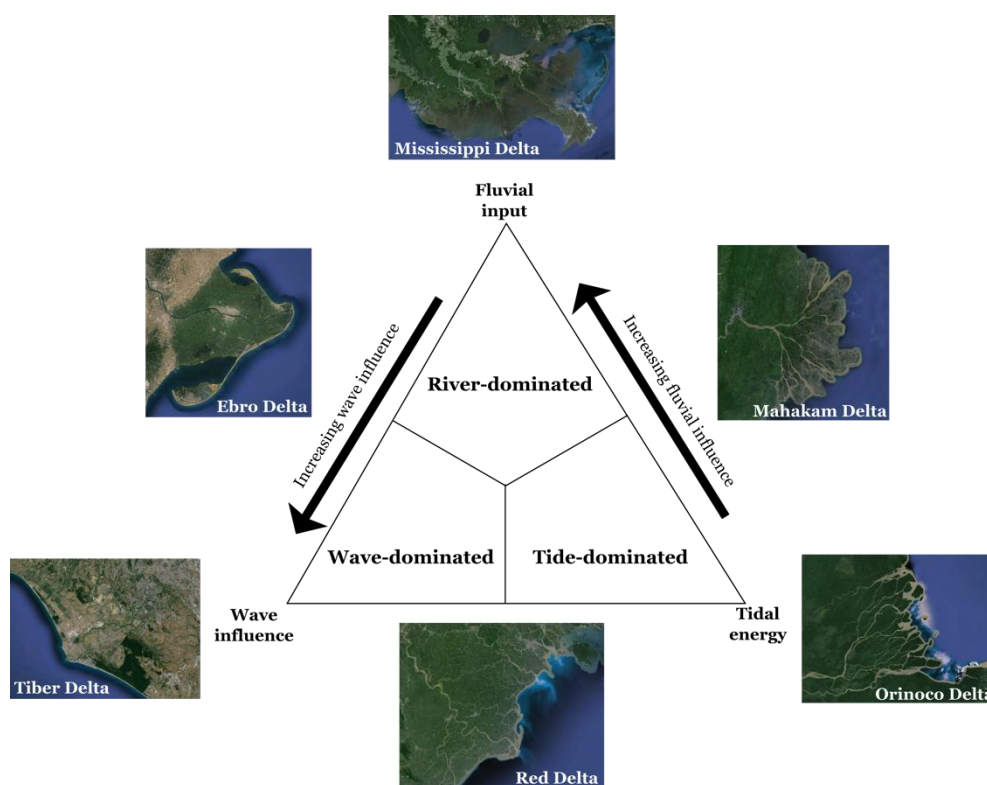 Mississippi Delta
Fluvial
input
Ebro Delta
Increasing wave influence
Increasing fluvial influence
Mahakam Delta
River-dominated
Wave-dominated
Tide-dominated
Tiber Delta
Wave
influence
Tidal
energy
Orinoco Delta
Red Delta